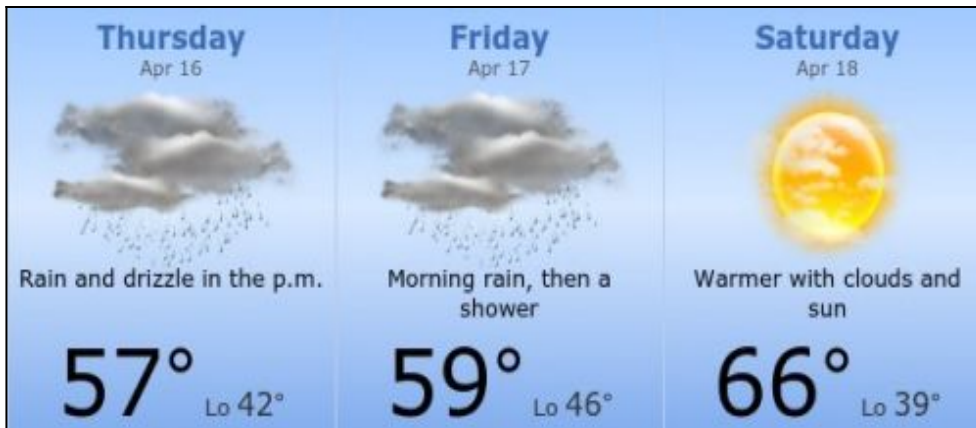 Thursday
Apr 16
Rain and drizzle in the p.m.
57° Lo 42°
Friday
Apr 17
Morning rain, then a
shower
59° Lo 46°
Saturday
Apr 18
Warmer with clouds and
sun
66° Lo 39°